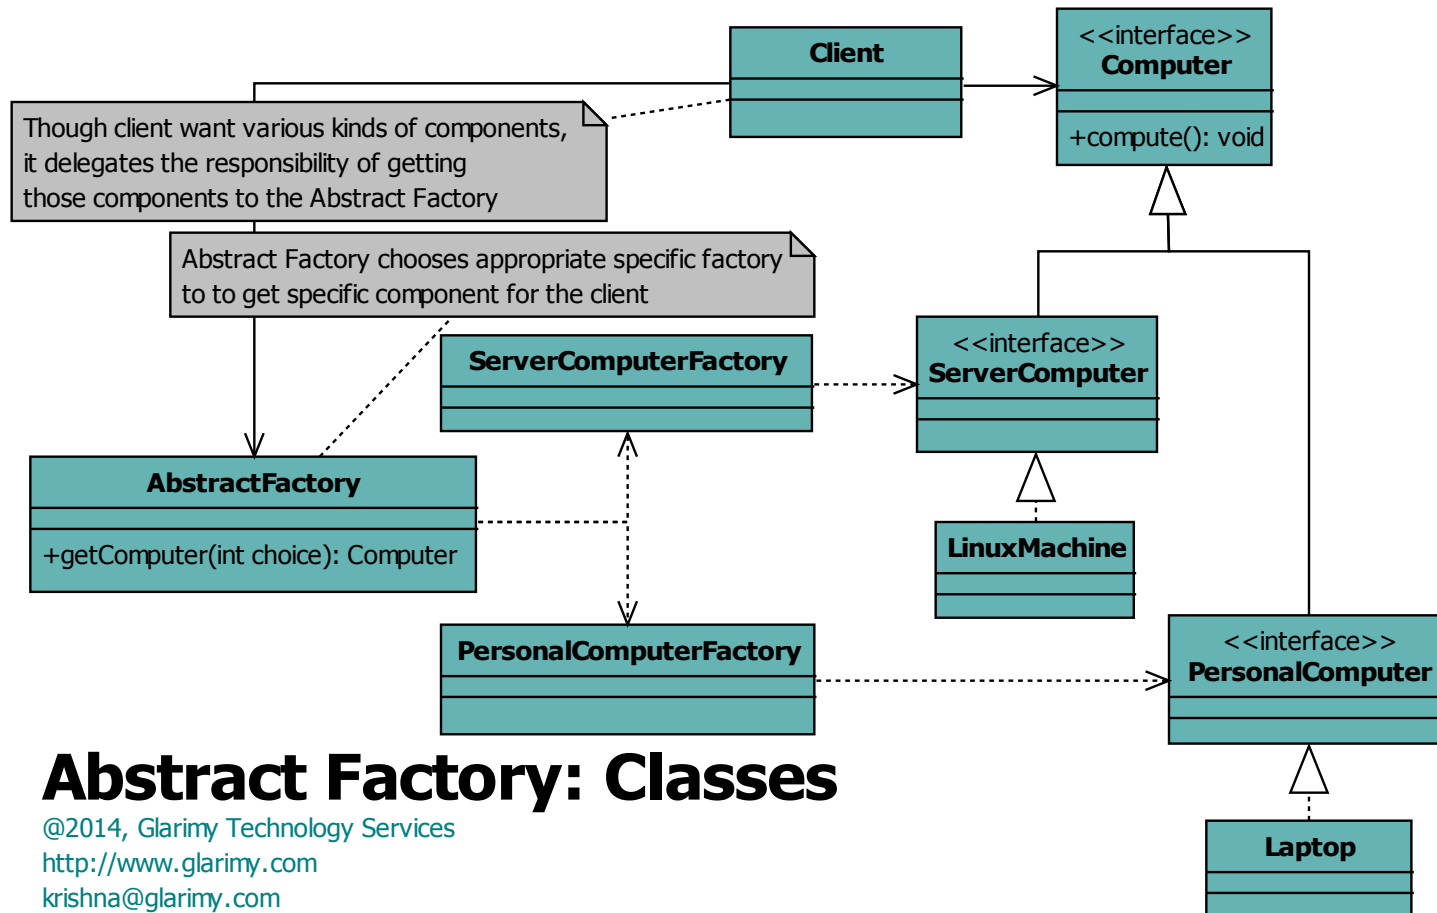 Client
<<interface>>
Computer
+compute(): void
Though client want various kinds of components,
it delegates the responsibility of getting
those components to the Abstract Factory
Abstract Factory chooses appropriate specific factory
to to get specific component for the client
ServerComputerFactory
<<interface>>
ServerComputer
AbstractFactory
+getComputer(int choice): Computer
LinuxMachine
PersonalComputerFactory
<<interface>>
PersonalComputer
Laptop
Abstract Factory: Classes
@2014, Glarimy Technology Services
http://www.glarimy.com
krishna@glarimy.com